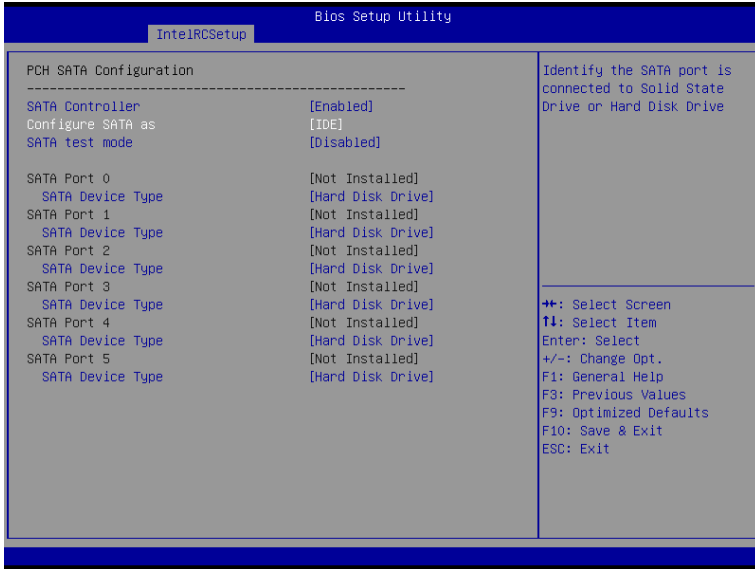 Bios Setup Utility
IntelRCSetup
PCH SATA Configuration
--------------------------------------------------
SATA Controller [Enabled]
Configure SATA as [IDE]
SATA test mode [Disabled]
SATA Port 0 [Not Installed]
SATA Device Type [Hard Disk Drive]
SATA Port 1 [Not Installed]
SATA Device Type [Hard Disk Drive]
SATA Port 2 [Not Installed]
SATA Device Type [Hard Disk Drive]
SATA Port 3 [Not Installed]
SATA Device Type [Hard Disk Drive]
SATA Port 4 [Not Installed]
SATA Device Type [Hard Disk Drive]
SATA Port 5 [Not Installed]
SATA Device Type [Hard Disk Drive]
Identify the SATA port is
connected to Solid State
Drive or Hard Disk Drive
→←: Select Screen
↑↓: Select Item
Enter: Select
+/-: Change Opt.
F1: General Help
F3: Previous Values
F9: Optimized Defaults
F10: Save & Exit
ESC: Exit